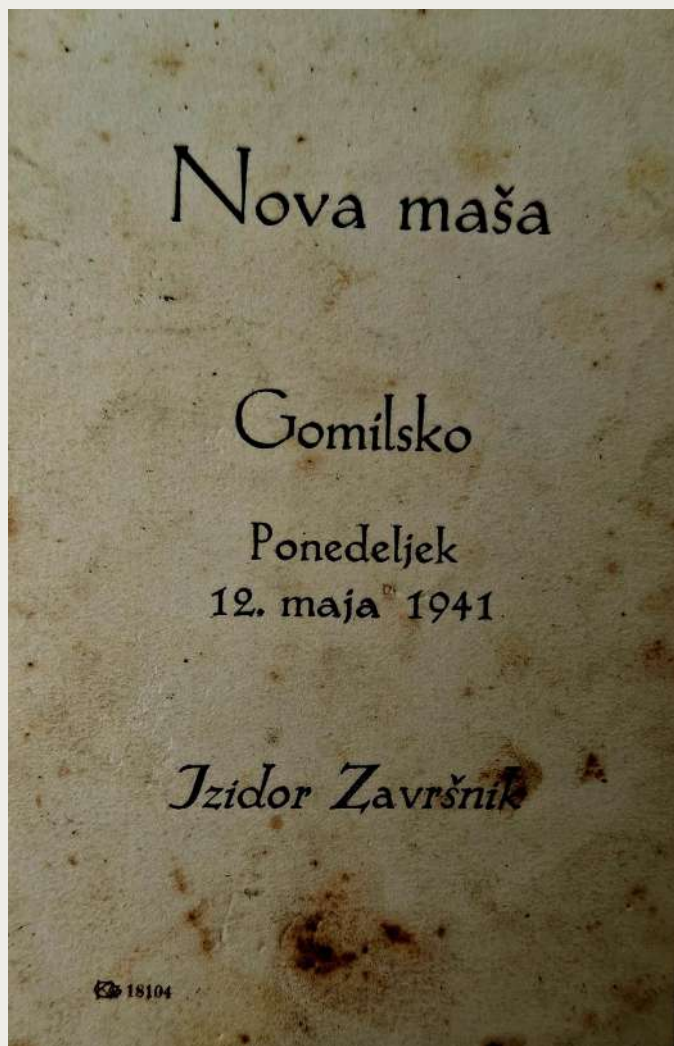 Nova maša
Gomilsko
Ponedeljek
12. maja 1941
Izidor Završnik
18104